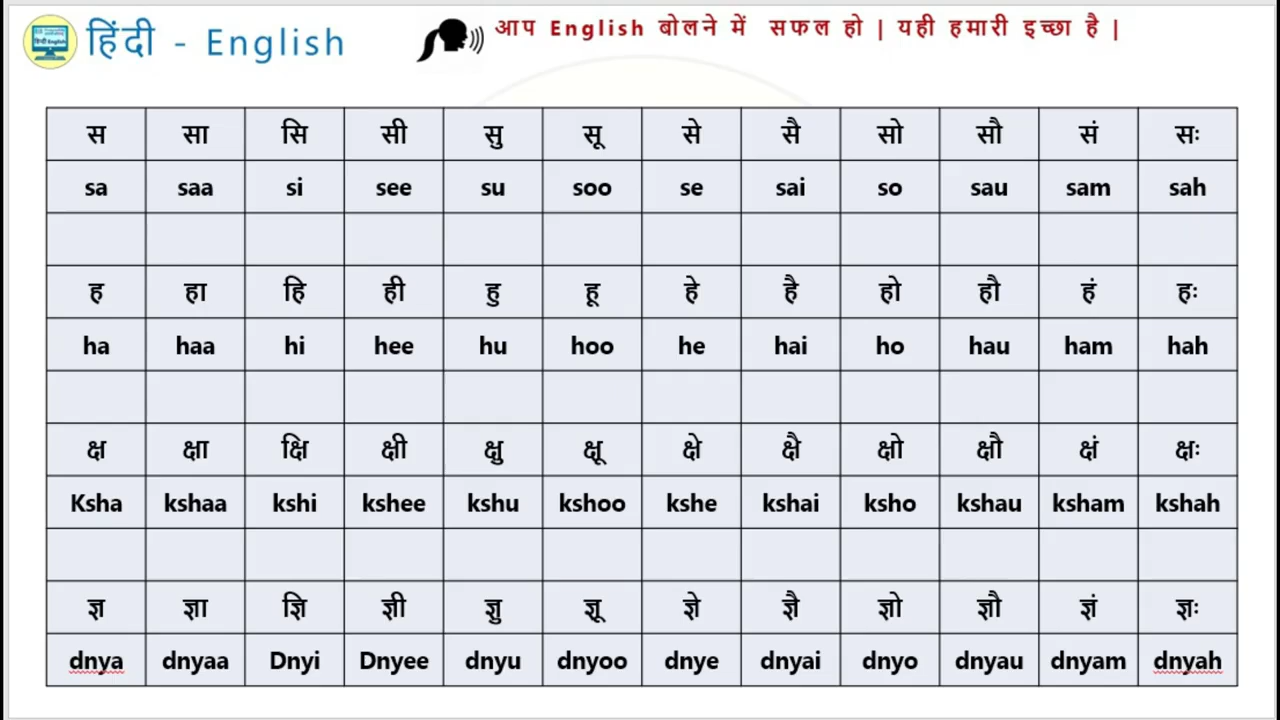 हिंदी - English
आप English बोलने में सफल हो | यही हमारी इच्छा है |
स सा सि सी सु सू से सै सो सौ सं सः
sa saa si see su soo se sai so sau sam sah
ह हा हि ही हु हू हे है हो हौ हं हः
ha haa hi hee hu hoo he hai ho hau ham hah
क्ष क्षा क्षि क्षी क्षु क्षू क्षे क्षै क्षो क्षौ क्षं क्षः
Ksha kshaa kshi kshee kshu kshoo kshe kshai ksho kshau ksham kshah
ज्ञ ज्ञा ज्ञि ज्ञी ज्ञु ज्ञू ज्ञे ज्ञै ज्ञो ज्ञौ ज्ञं ज्ञः
dnya dnyaa Dnyi Dnyee dnyu dnyoo dnye dnyai dnyo dnyau dnyam dnyah